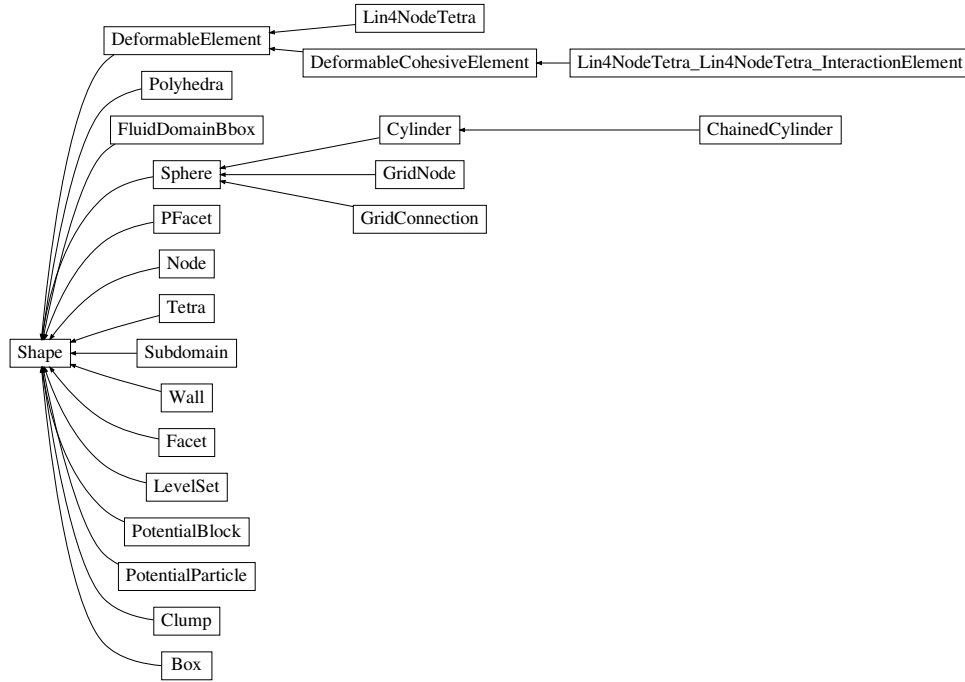 Lin4NodeTetra
DeformableElement
DeformableCohesiveElement
Lin4NodeTetra_Lin4NodeTetra_InteractionElement
Polyhedra
FluidDomainBbox
Cylinder
ChainedCylinder
Sphere
GridNode
PFacet
GridConnection
Node
Tetra
Shape
Subdomain
Wall
Facet
LevelSet
PotentialBlock
PotentialParticle
Clump
Box